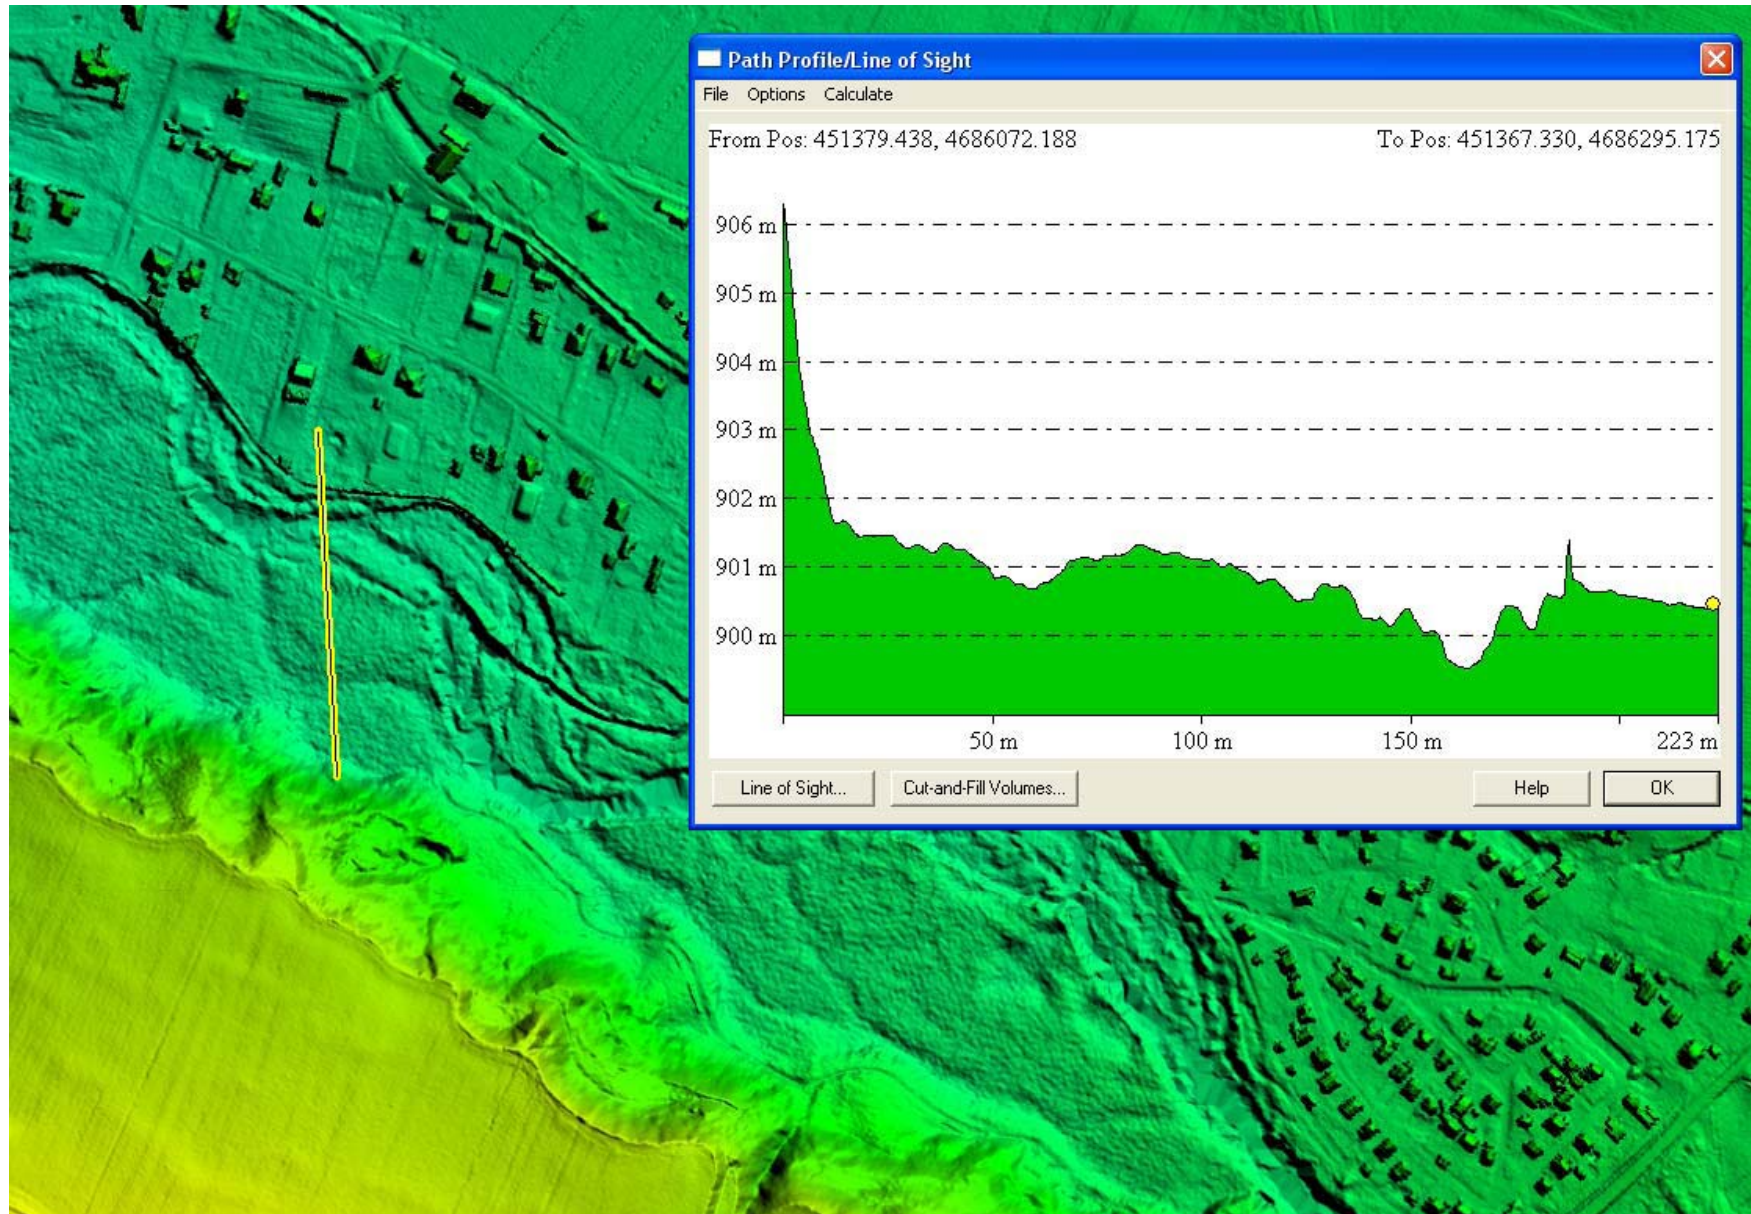 Path Profile/Line of Sight
File Options Calculate
From Pos: 451379.438, 4686072.188 To Pos: 451367.330, 4686295.175
906 m
905 m
904 m
903 m
902 m
901 m
900 m
50 m 100 m 150 m 223 m
Line of Sight... Cut-and-Fill Volumes... Help OK